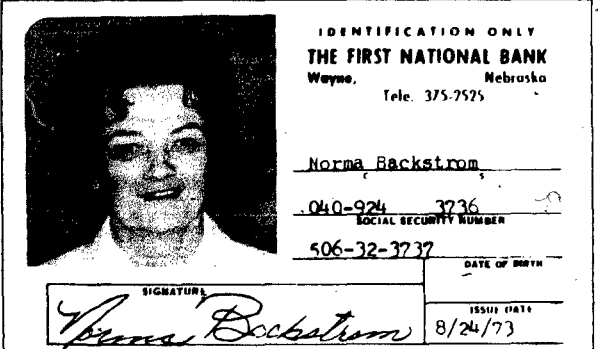 IDENTIFICATION ONLY
THE FIRST NATIONAL BANK
Wayne, Nebraska
Tele. 375-2525
Norma Backstrom
040-924 3736
SOCIAL SECURITY NUMBER
506-32-3737
DATE OF BIRTH
SIGNATURE
Norma Backstrom
ISSUE DATE
8/24/73